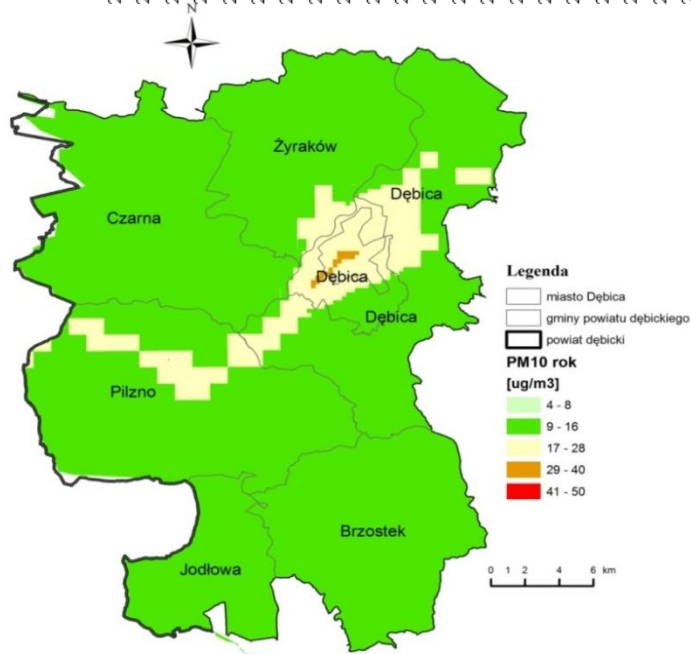 N
Żyraków
Dębica
Czarna
Dębica
Dębica
Pilzno
Brzostek
Jodłowa
Legenda
miasto Dębica
gminy powiatu dębickiego
powiat dębicki
PM10 rok
[ug/m3]
4 - 8
9 - 16
17 - 28
29 - 40
41 - 50
0 1 2 4 6 km